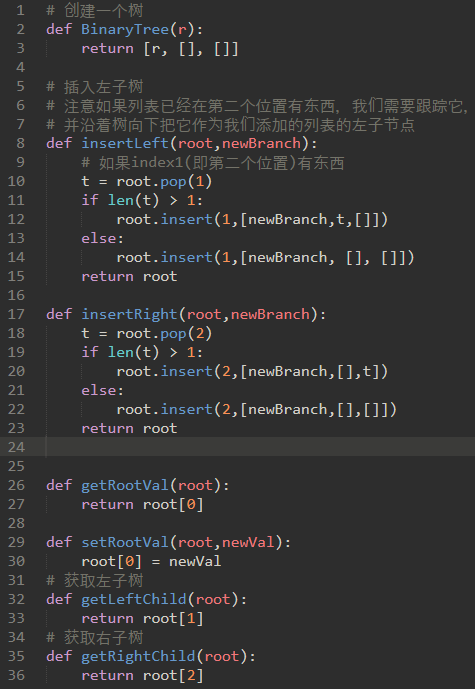 1 # 创建一个树
2 def BinaryTree(r):
3     return [r, [], []]
4
5 # 插入左子树
6 # 注意如果列表已经在第二个位置有东西，我们需要跟踪它，
7 # 并沿着树向下把它作为我们添加的列表的左子节点
8 def insertLeft(root,newBranch):
9     # 如果index1(即第二个位置)有东西
10     t = root.pop(1)
11     if len(t) > 1:
12         root.insert(1,[newBranch,t,[]])
13     else:
14         root.insert(1,[newBranch, [], []])
15     return root
16
17 def insertRight(root,newBranch):
18     t = root.pop(2)
19     if len(t) > 1:
20         root.insert(2,[newBranch,[],t])
21     else:
22         root.insert(2,[newBranch,[],[]])
23     return root
24
25
26 def getRootVal(root):
27     return root[0]
28
29 def setRootVal(root,newVal):
30     root[0] = newVal
31 # 获取左子树
32 def getLeftChild(root):
33     return root[1]
34 # 获取右子树
35 def getRightChild(root):
36     return root[2]